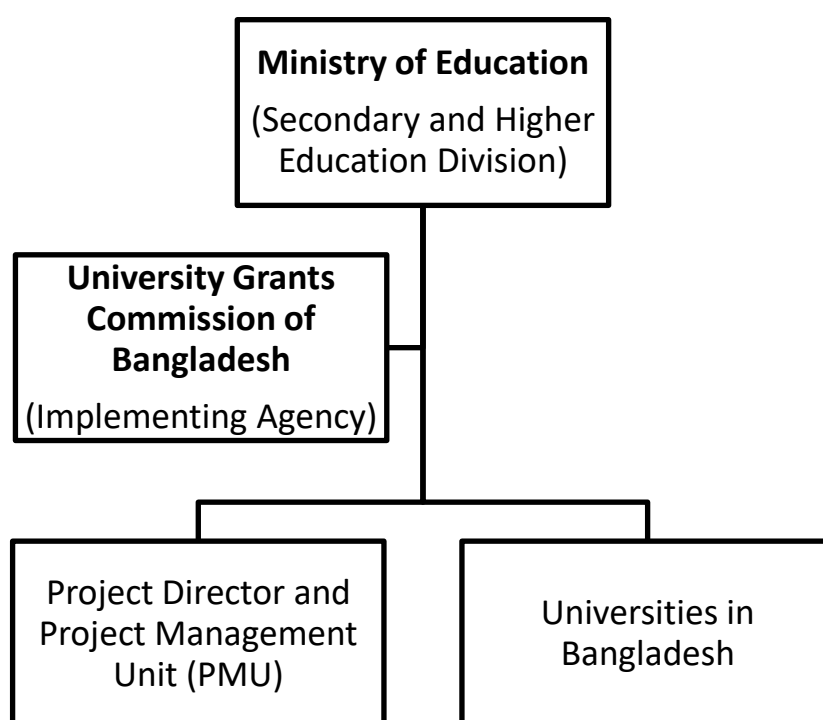 Ministry of Education
(Secondary and Higher
Education Division)
University Grants
Commission of
Bangladesh
(Implementing Agency)
Project Director and
Project Management
Unit (PMU)
Universities in
Bangladesh